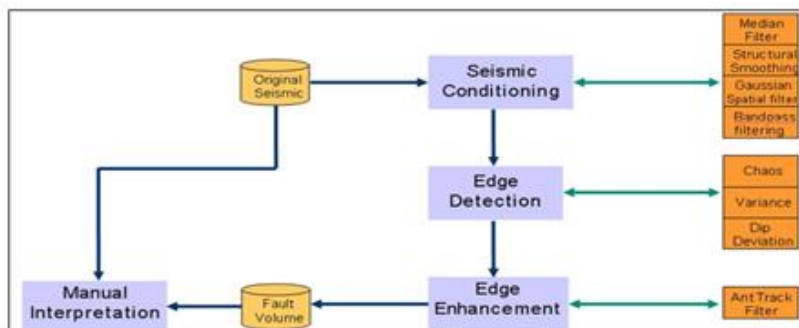 Original
Seismic
Seismic
Conditioning
Median
Filter
Structural
Smoothing
Gaussian
Spatial filter
Bandpass
filtering
Edge
Detection
Chaos
Variance
Dip
Deviation
Manual
Interpretation
Fault
Volume
Edge
Enhancement
Ant Track
Filter